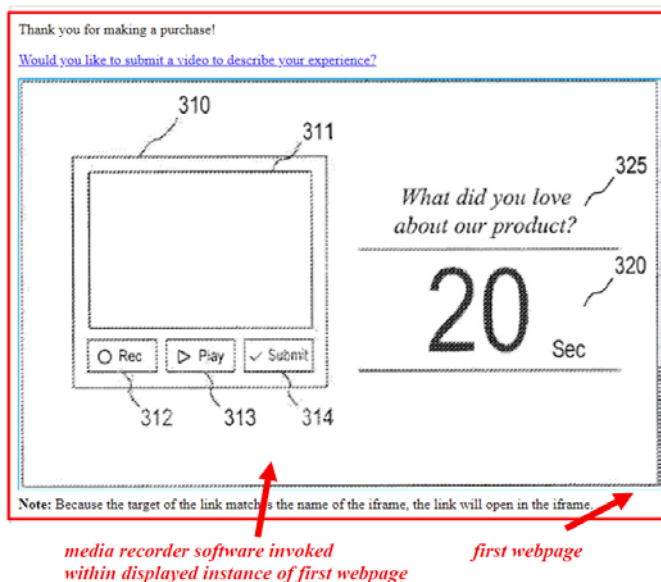 Thank you for making a purchase!
Would you like to submit a video to describe your experience?
310
311
325
What did you love
about our product?
320
20
Sec
Rec
Play
Submit
312
313
314
Note: Because the target of the link matches the name of the iframe, the link will open in the iframe.
media recorder software invoked
within displayed instance of first webpage
first webpage